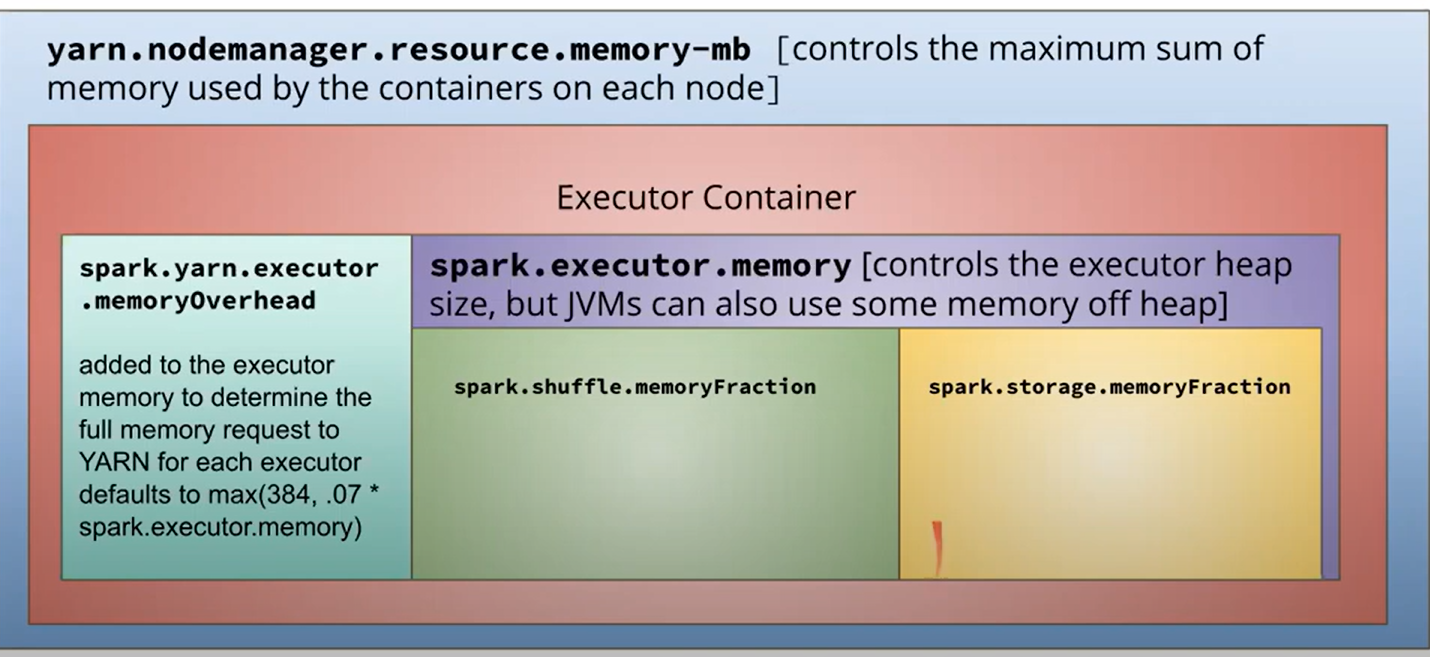 yarn.nodemanager.resource.memory-mb [controls the maximum sum of
memory used by the containers on each node]
Executor Container
spark.yarn.executor
.memoryOverhead
added to the executor
memory to determine the
full memory request to
YARN for each executor
defaults to max(384, .07 *
spark.executor.memory)
spark.executor.memory [controls the executor heap
size, but JVMs can also use some memory off heap]
spark.shuffle.memoryFraction
spark.storage.memoryFraction